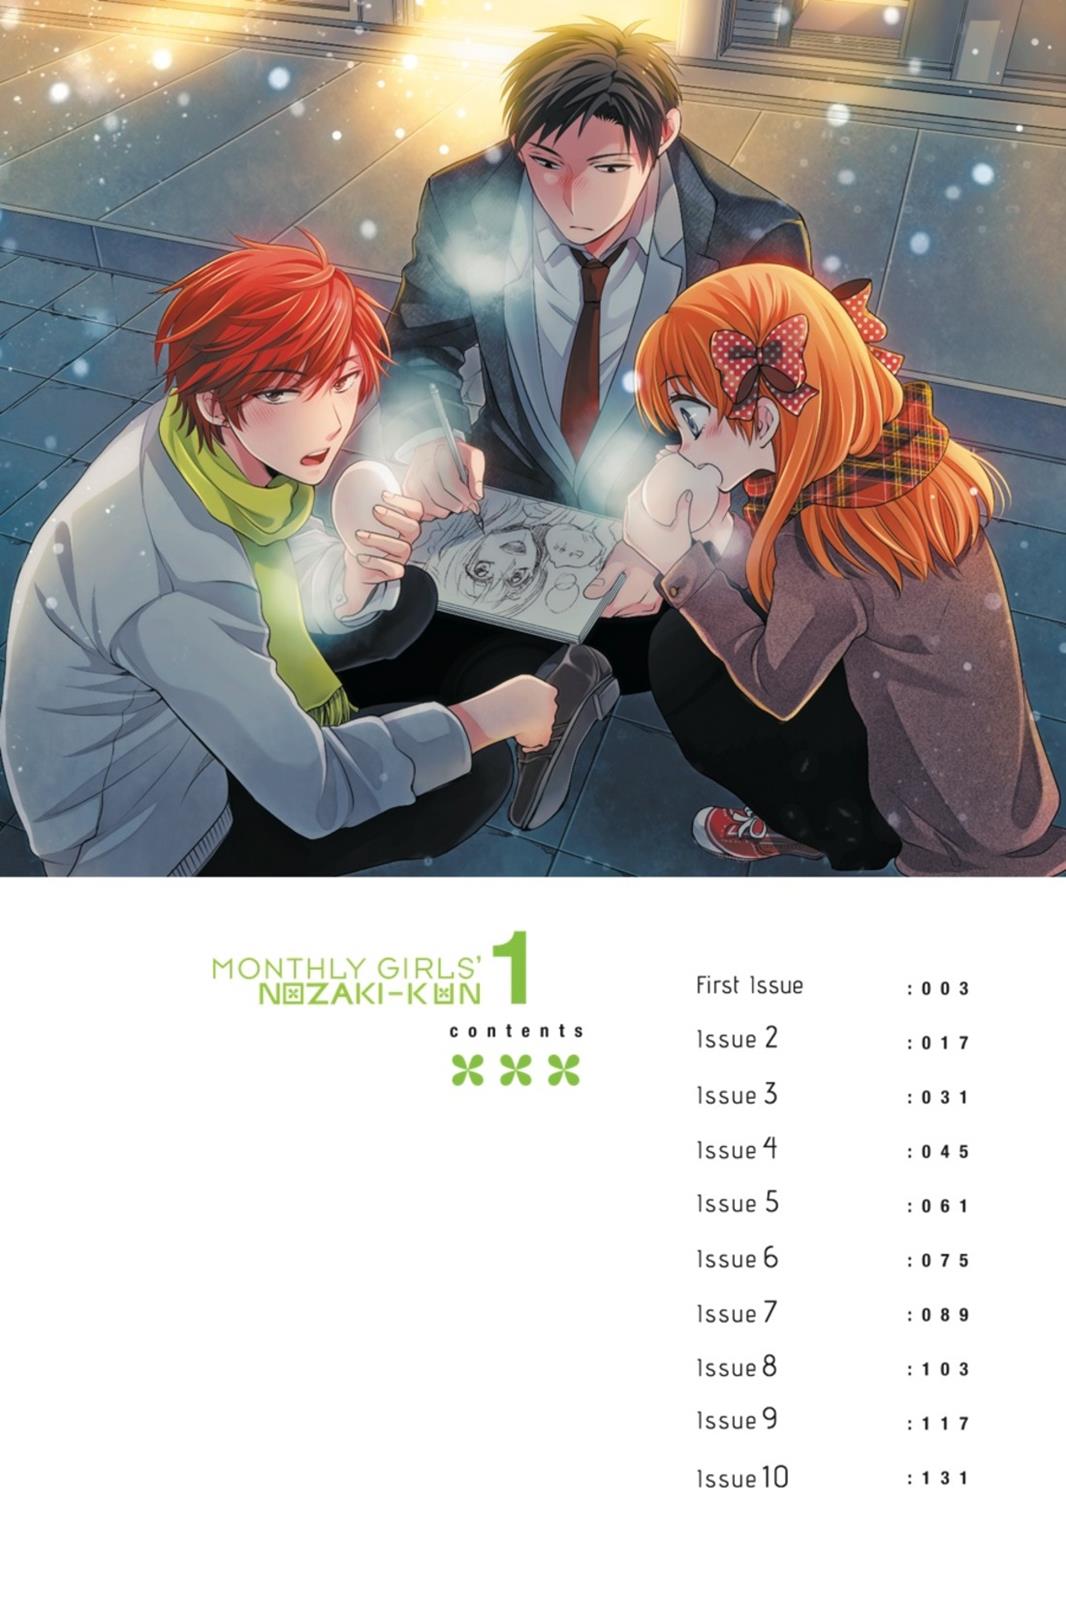 MONTHLY GIRLS' 1
NOZAKI-KUN
contents
First Issue :003
Issue 2 :017
Issue 3 :031
Issue 4 :045
Issue 5 :061
Issue 6 :075
Issue 7 :089
Issue 8 :103
Issue 9 :117
Issue 10 :131